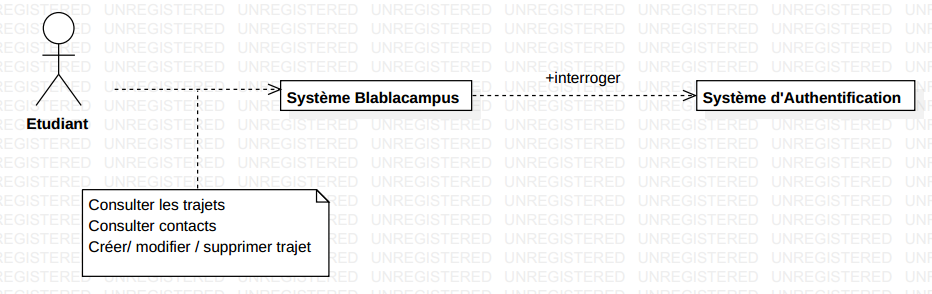 +interroger
Système Blablacampus
Système d'Authentification
Etudiant
Consulter les trajets
Consulter contacts
Créer/ modifier / supprimer trajet
UNREGISTERED